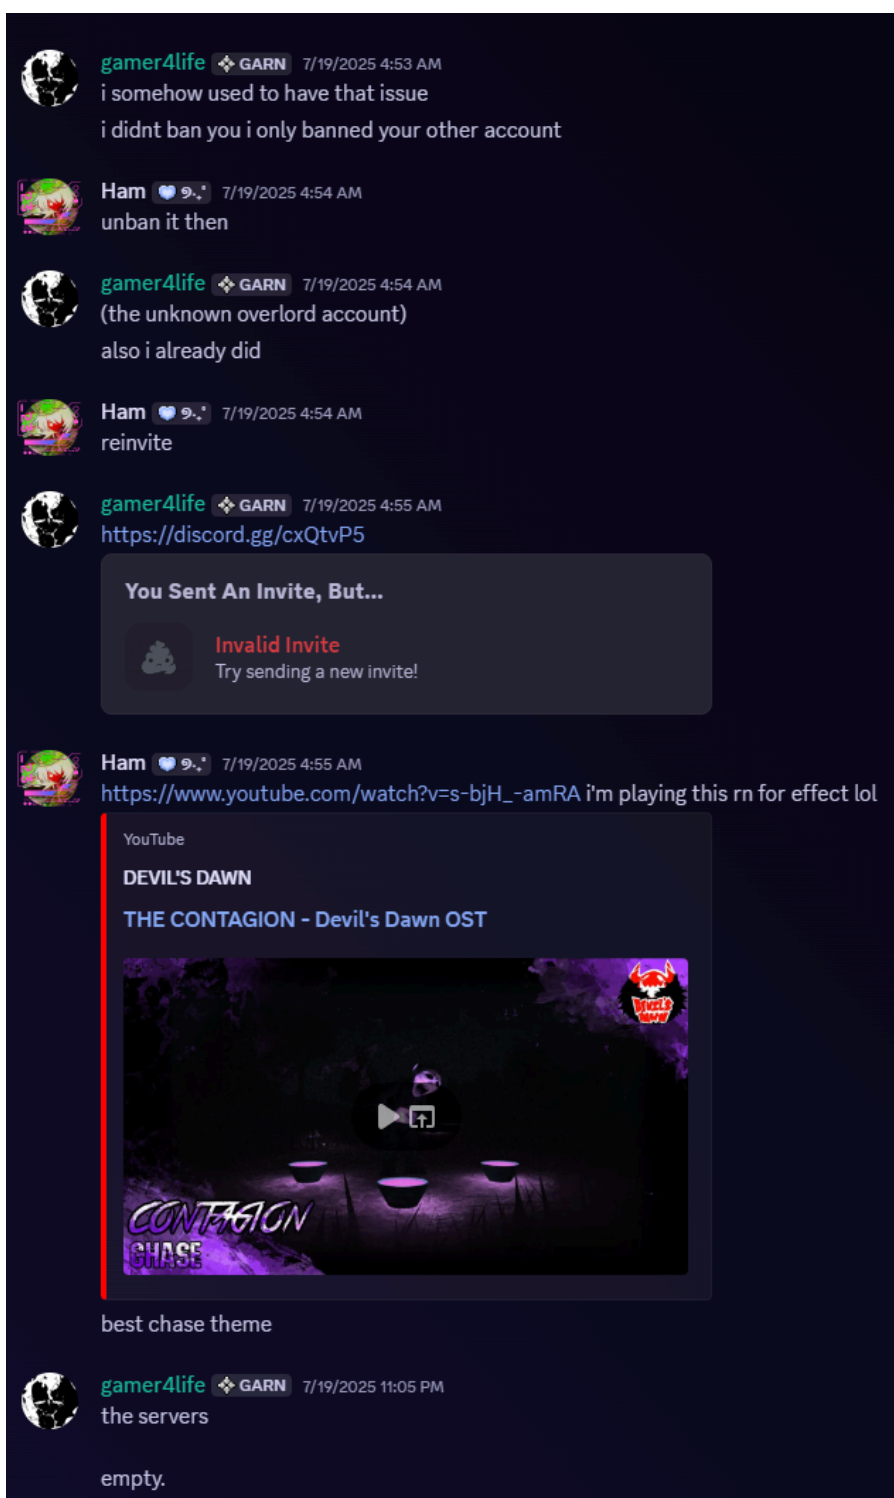 gamer4life GARN 7/19/2025 4:53 AM
i somehow used to have that issue
i didnt ban you i only banned your other account
Ham 7/19/2025 4:54 AM
unban it then
gamer4life GARN 7/19/2025 4:54 AM
(the unknown overlord account)
also i already did
Ham 7/19/2025 4:54 AM
reinvite
gamer4life GARN 7/19/2025 4:55 AM
https://discord.gg/cxQtvP5
You Sent An Invite, But...
Invalid Invite
Try sending a new invite!
Ham 7/19/2025 4:55 AM
https://www.youtube.com/watch?v=s-bjH_-amRA i'm playing this rn for effect lol
YouTube
DEVIL'S DAWN
THE CONTAGION - Devil's Dawn OST
DEVIL'S
DAWN
CONTAGION
CHASE
best chase theme
gamer4life GARN 7/19/2025 11:05 PM
the servers
empty.